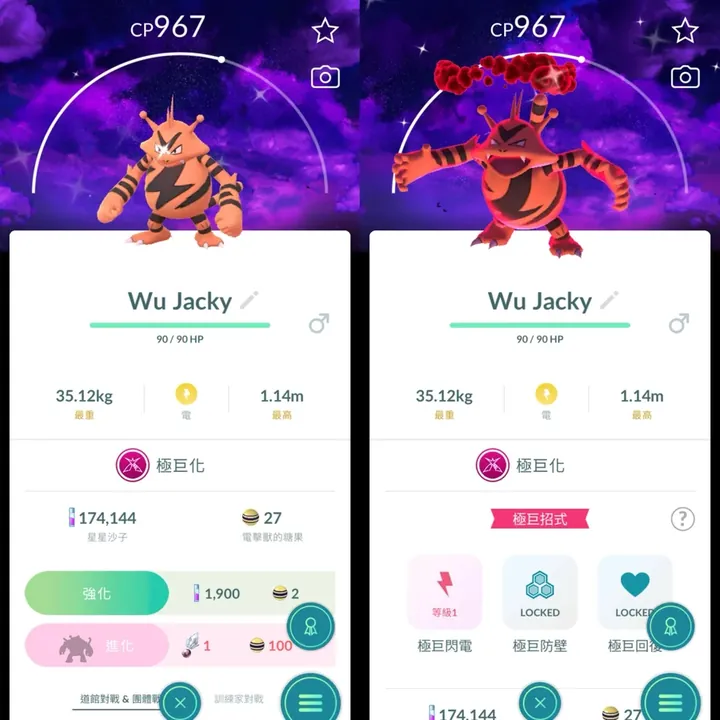 CP967
Wu Jacky
90 / 90 HP
35.12kg
最重
電
1.14m
最高
極巨化
174,144
星星沙子
27
電擊獸的糖果
強化
1,900
2
進化
1
100
道館對戰 & 團體戰
訓練家對戰
CP967
Wu Jacky
90 / 90 HP
35.12kg
最重
電
1.14m
最高
極巨化
極巨招式
?
等級1
LOCKED
LOCKED
極巨閃電
極巨防壁
極巨回復
174,144
27